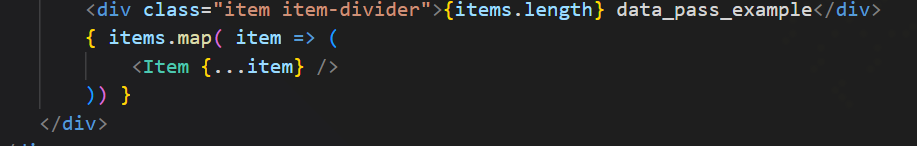 <div class="item item-divider">{items.length} data_pass_example</div>
{ items.map( item => (
<Item {...item} />
)) }
</div>